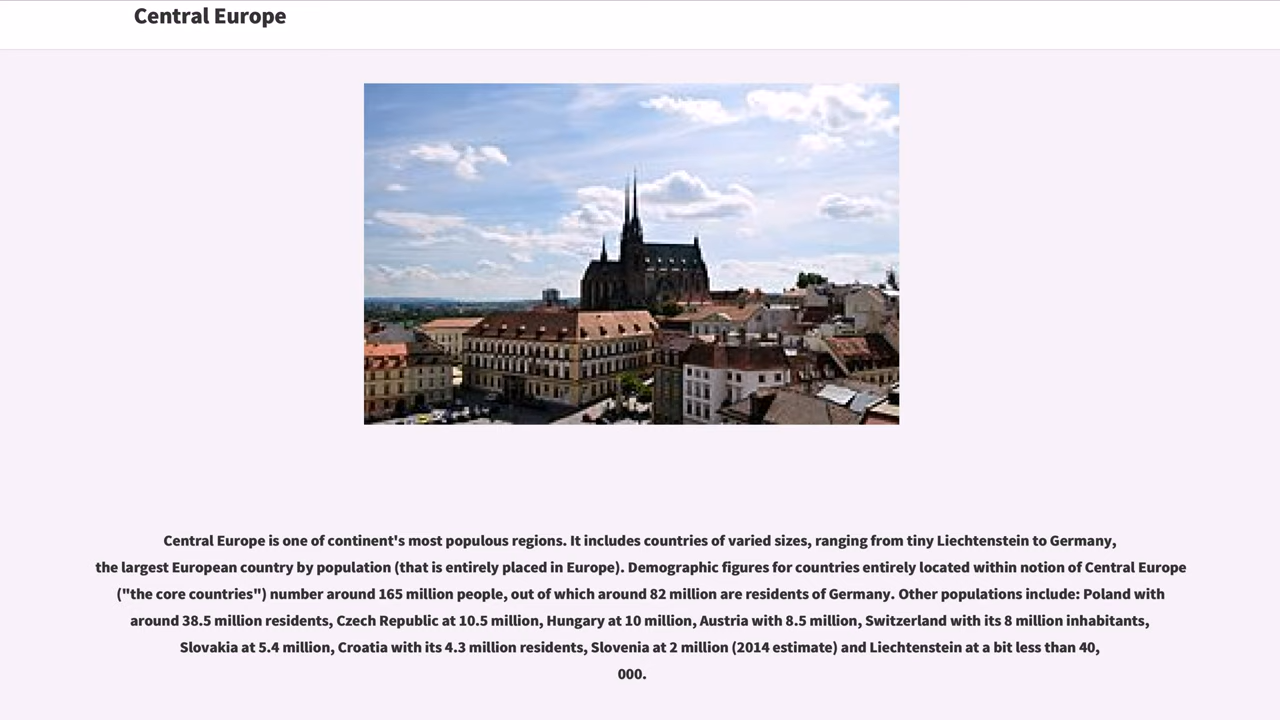 Central Europe
Central Europe is one of continent's most populous regions. It includes countries of varied sizes, ranging from tiny Liechtenstein to Germany,
the largest European country by population (that is entirely placed in Europe). Demographic figures for countries entirely located within notion of Central Europe
("the core countries") number around 165 million people, out of which around 82 million are residents of Germany. Other populations include: Poland with
around 38.5 million residents, Czech Republic at 10.5 million, Hungary at 10 million, Austria with 8.5 million, Switzerland with its 8 million inhabitants,
Slovakia at 5.4 million, Croatia with its 4.3 million residents, Slovenia at 2 million (2014 estimate) and Liechtenstein at a bit less than 40,
000.